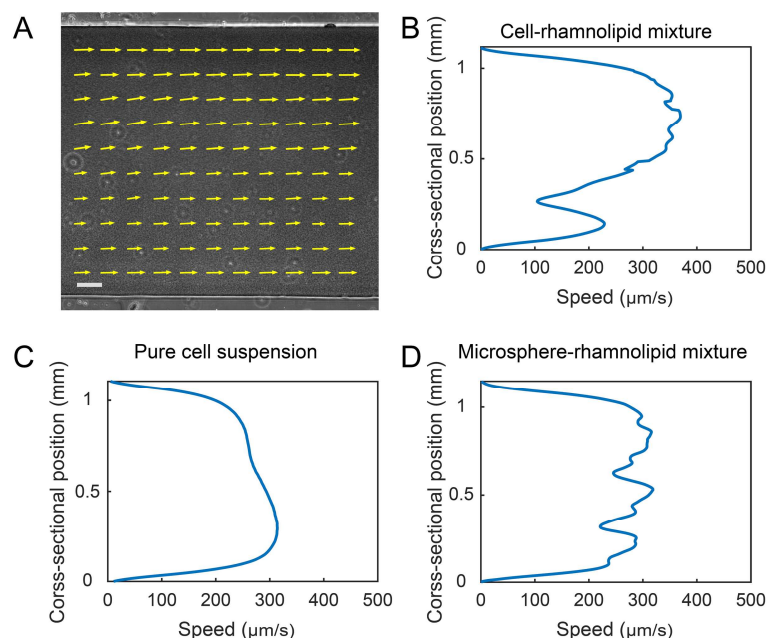 A
B
Cell-rhamnolipid mixture
Corss-sectional position (mm)
1
0.5
0
0 100 200 300 400 500
Speed (μm/s)
C
Pure cell suspension
Corss-sectional position (mm)
1
0.5
0
0 100 200 300 400 500
Speed (μm/s)
D
Microsphere-rhamnolipid mixture
Corss-sectional position (mm)
1
0.5
0
0 100 200 300 400 500
Speed (μm/s)